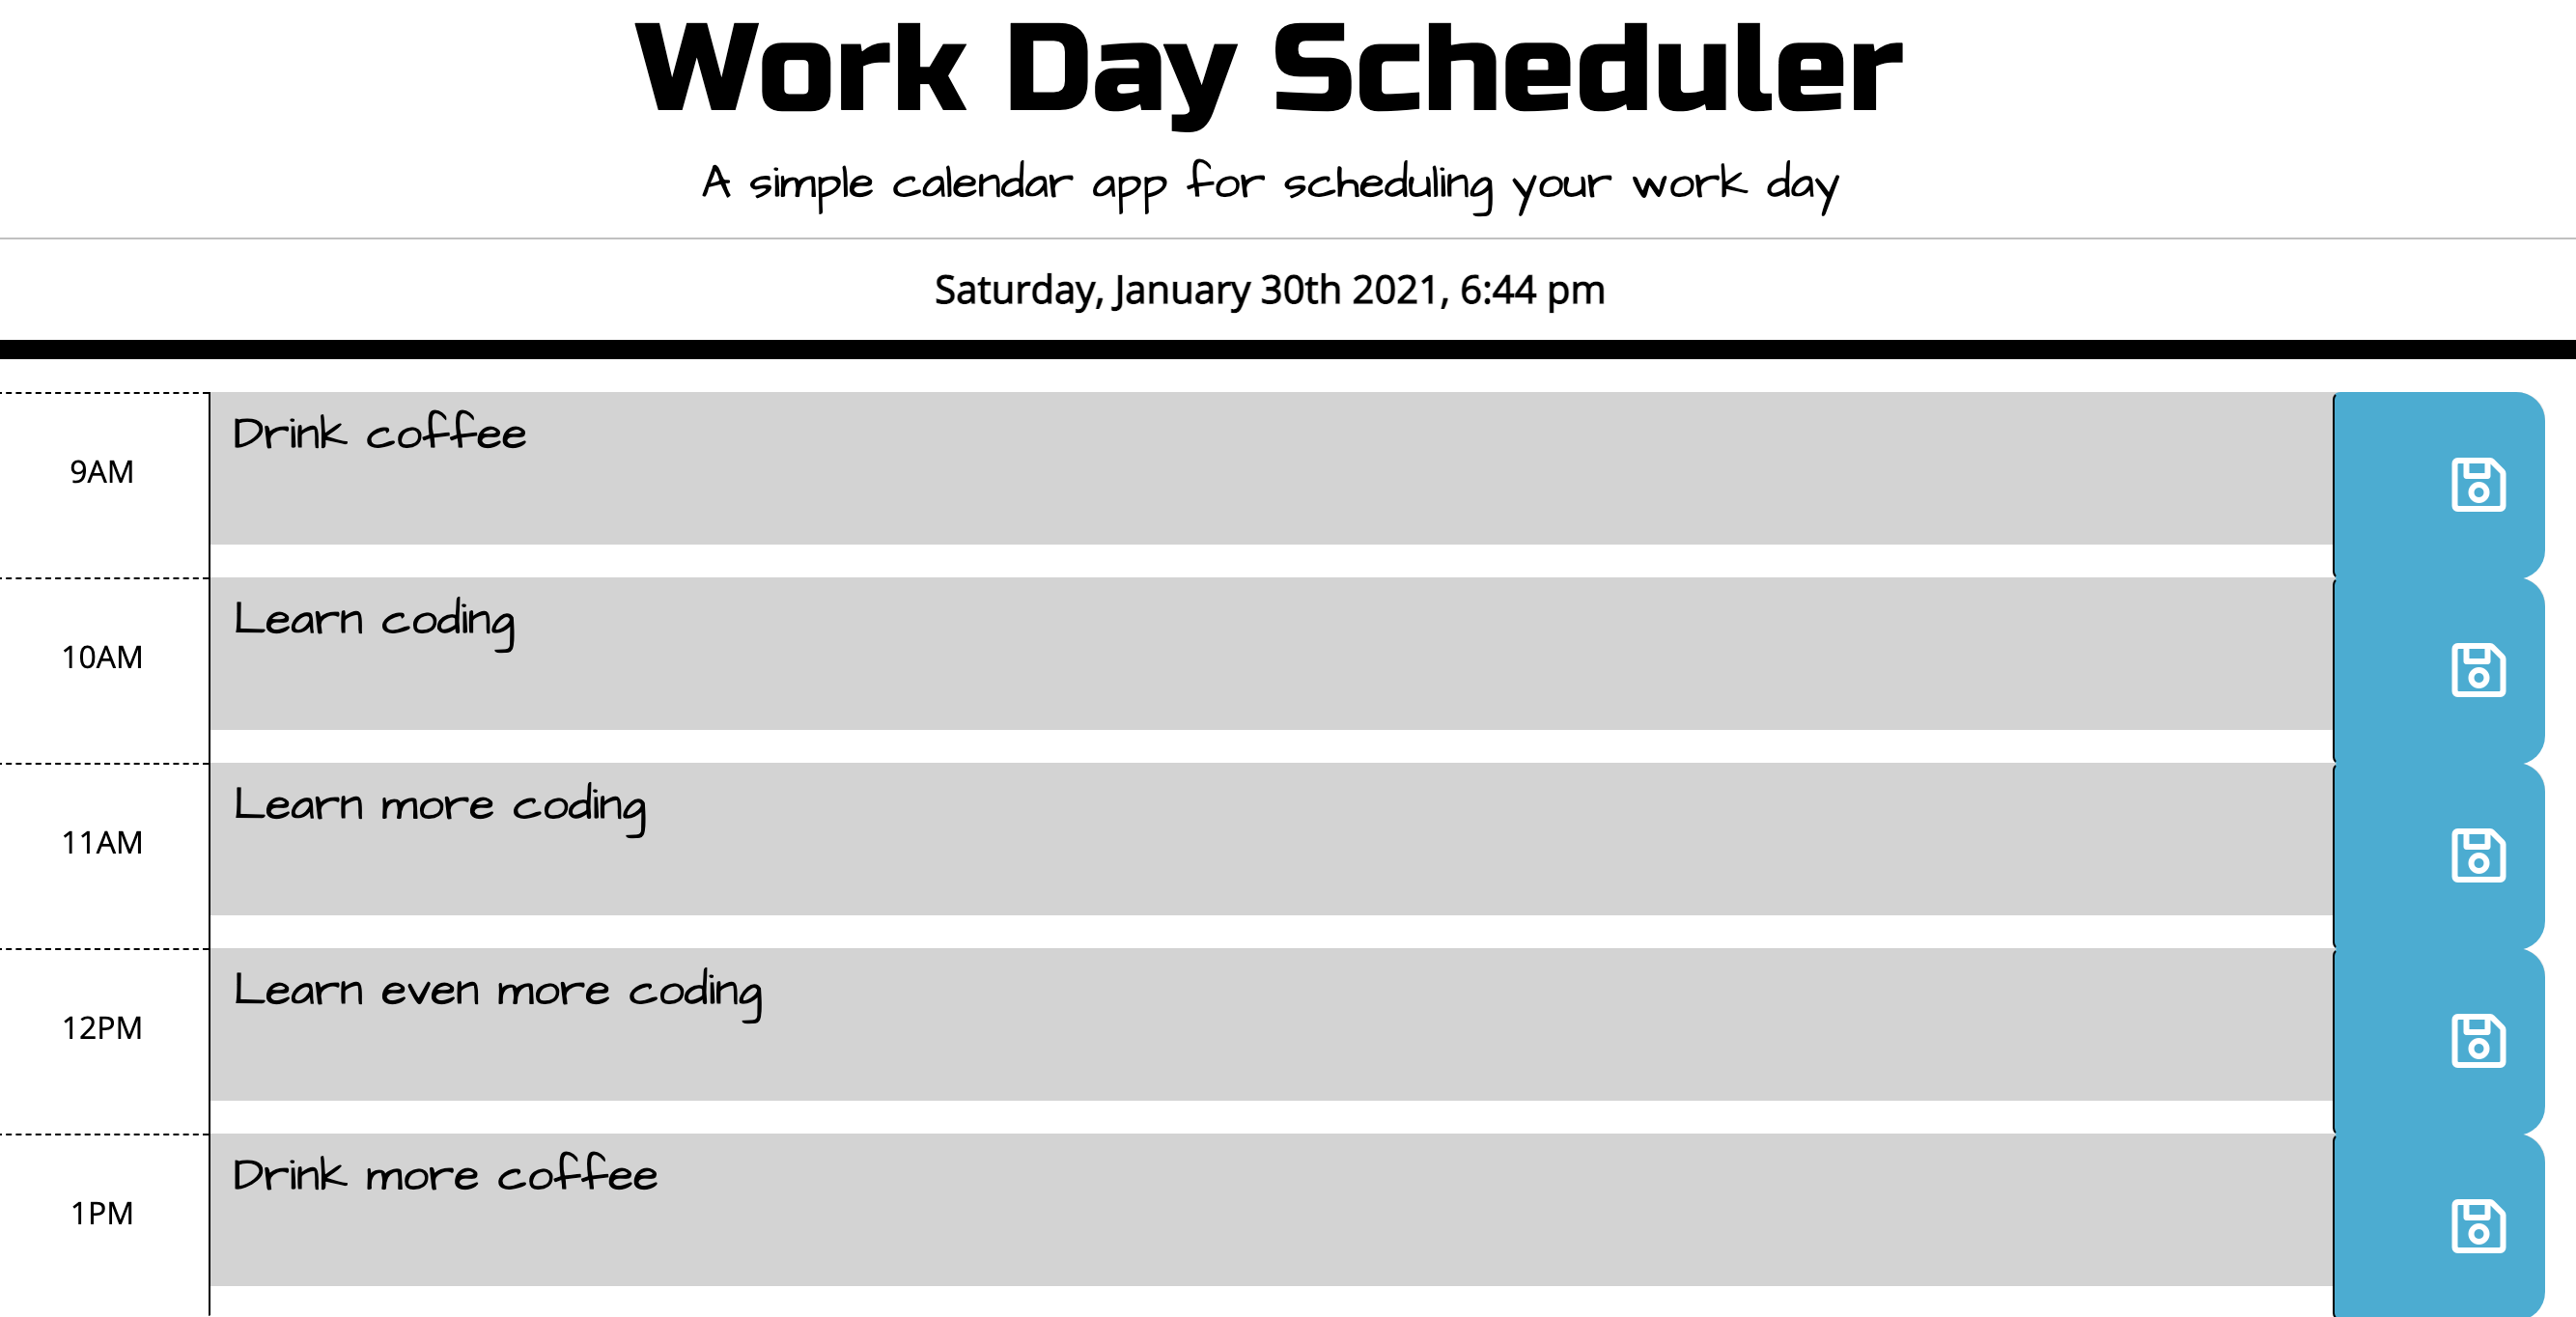 Work Day Scheduler
A simple calendar app for scheduling your work day
Saturday, January 30th 2021, 6:44 pm
9AM
Drink coffee
10AM
Learn coding
11AM
Learn more coding
12PM
Learn even more coding
1PM
Drink more coffee